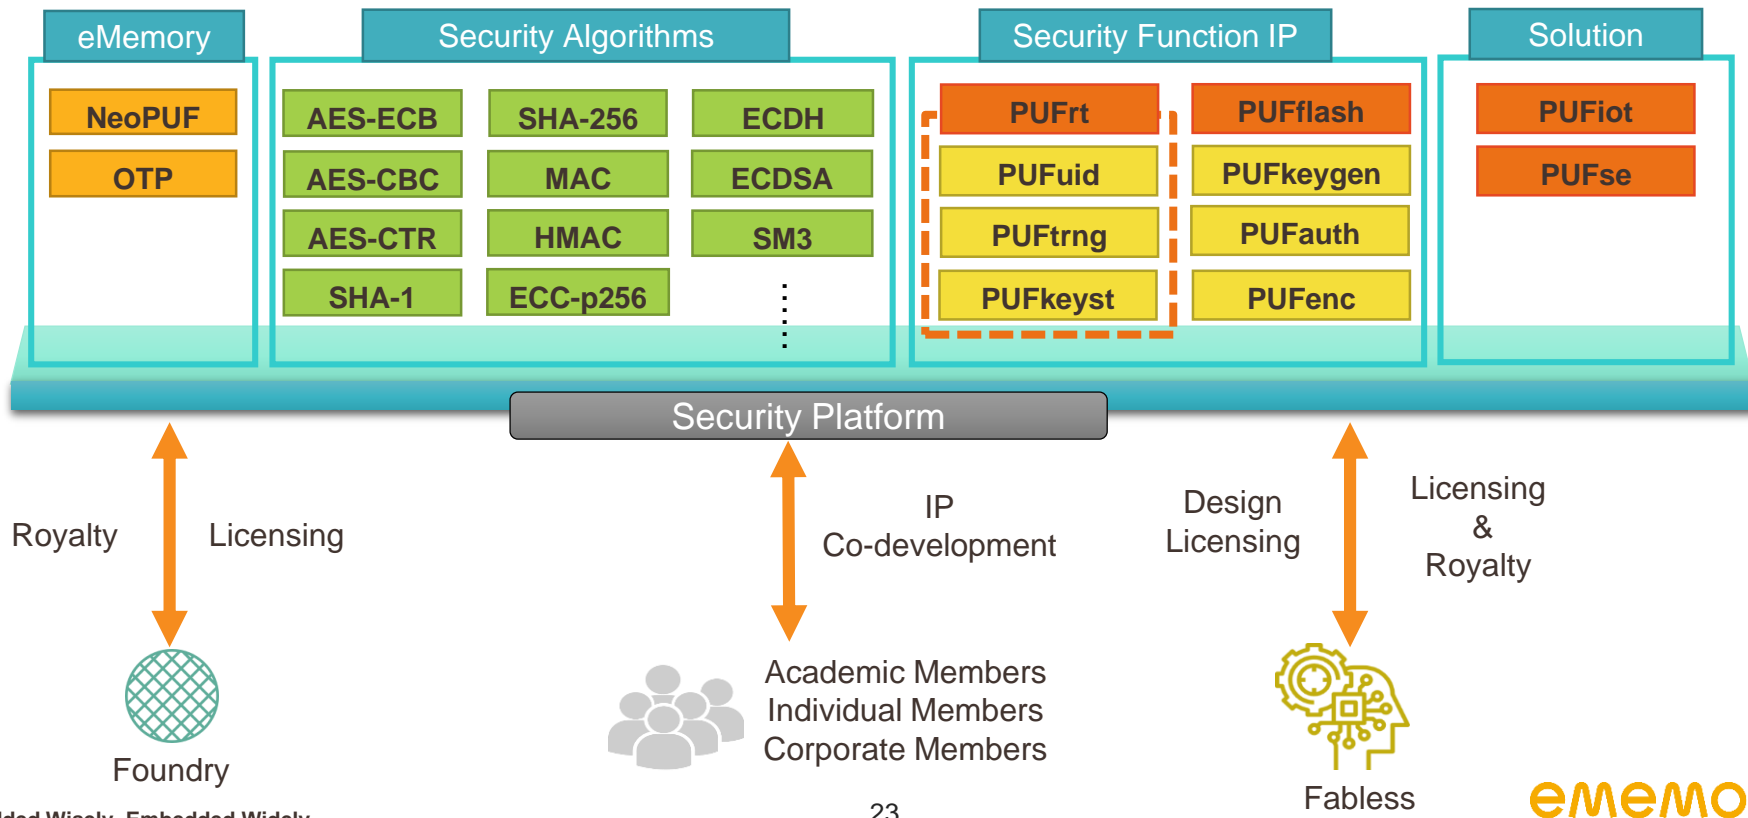 eMemory
NeoPUF
OTP
Security Algorithms
AES-ECB
SHA-256
ECDH
AES-CBC
MAC
ECDSA
AES-CTR
HMAC
SM3
SHA-1
ECC-p256
Security Function IP
PUFrt
PUFflash
PUFuid
PUFkeygen
PUFtrng
PUFauth
PUFkeyst
PUFenc
Solution
PUFiot
PUFse
Security Platform
Royalty
Licensing
IP
Co-development
Design
Licensing
Licensing
&
Royalty
Foundry
Academic Members
Individual Members
Corporate Members
Fabless
Wisely, Embedded Widely
23
ememo